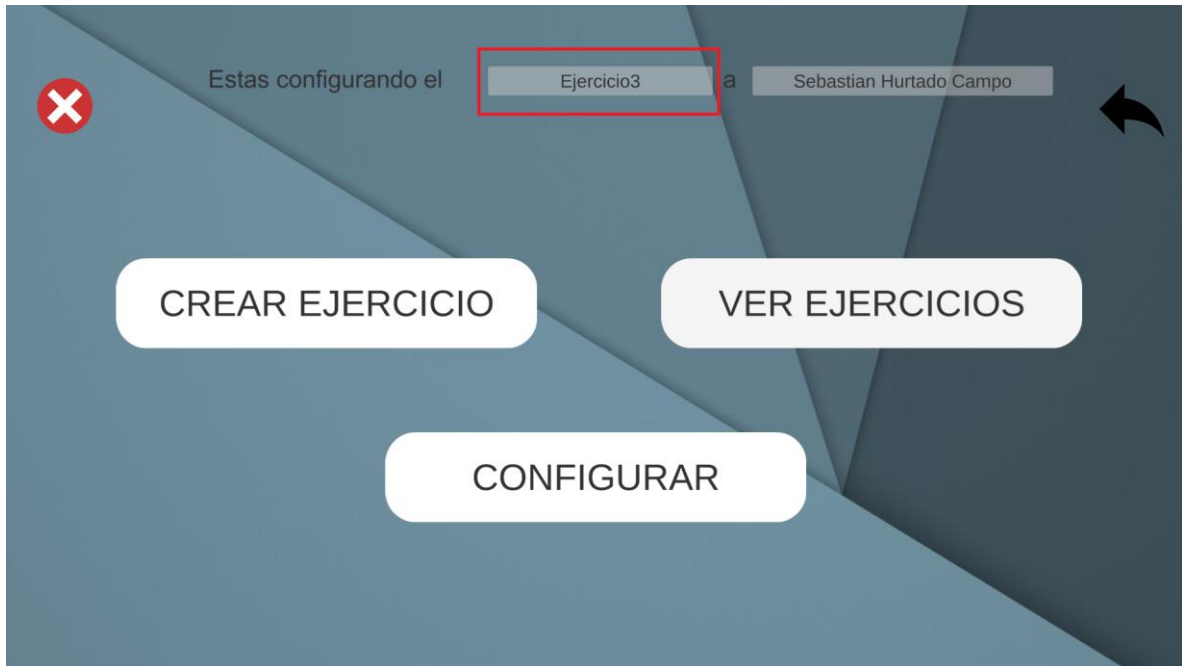 Estas configurando el Ejercicio3 a Sebastian Hurtado Campo
CREAR EJERCICIO
VER EJERCICIOS
CONFIGURAR